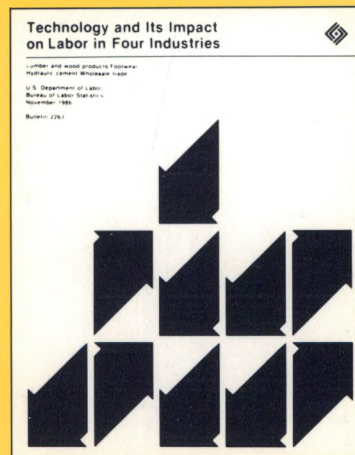 Technology and Its Impact
on Labor in Four Industries
Lumber and wood products Footwear
Hydraulic cement Wholesale trade
U.S. Department of Labor
Bureau of Labor Statistics
November 1986
Bulletin 2263